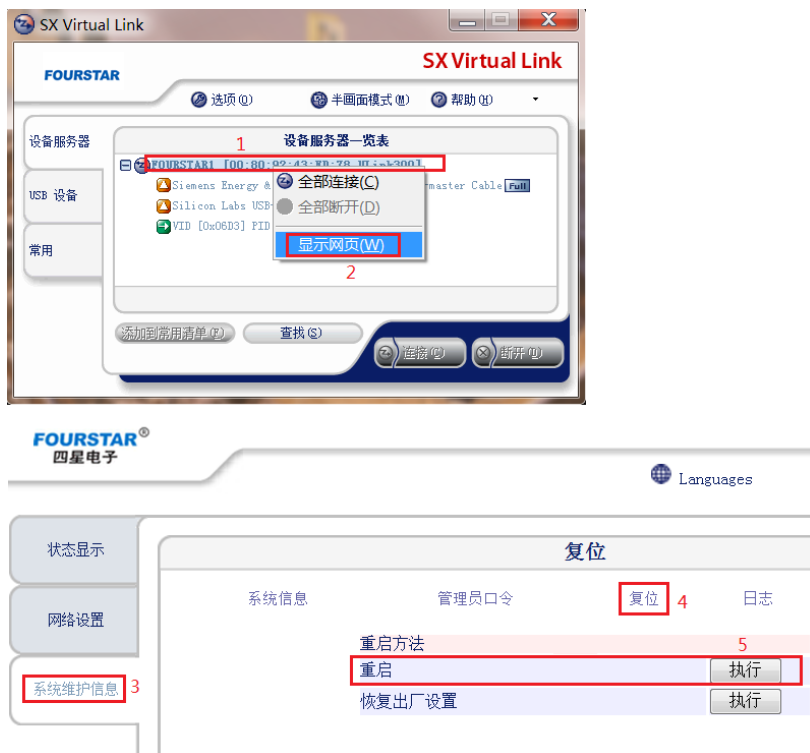 SX Virtual Link
FOURSTAR
SX Virtual Link
选项(O)
半画面模式(M)
帮助(H)
设备服务器
USB 设备
常用
1
设备服务器一览表
FOURSTAR1 [00:80:92:43:
Siemens Energy &
master Cable
Full
Silicon Labs USB
VID [0x06D3] PID
全部连接(C)
全部断开(D)
显示网页(W)
2
添加到常用清单(F)
查找(S)
连接(C)
断开(D)
FOURSTAR®
四星电子
Languages
状态显示
网络设置
系统维护信息
3
复位
系统信息
管理员口令
复位
4
日志
重启方法
5
重启
执行
恢复出厂设置
执行